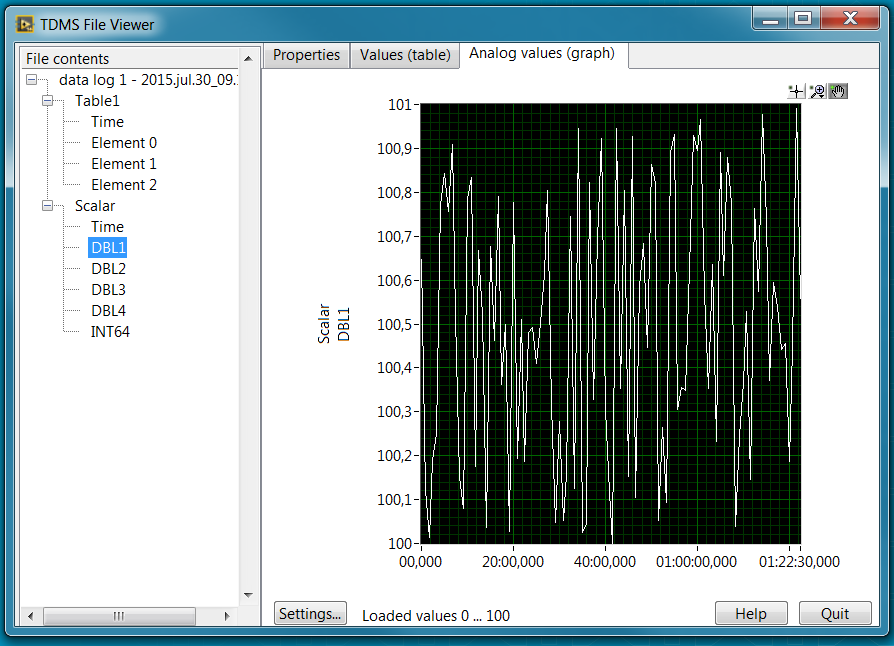 TDMS File Viewer
File contents
data log 1 - 2015.jul.30_09.
Table1
Time
Element 0
Element 1
Element 2
Scalar
Time
DBL1
DBL2
DBL3
DBL4
INT64
Properties
Values (table)
Analog values (graph)
101
100,9
100,8
100,7
100,6
100,5
100,4
100,3
100,2
100,1
100
Scalar
DBL1
00,000
20:00,000
40:00,000
01:00:00,000
01:22:30,000
Settings...
Loaded values 0 ... 100
Help
Quit